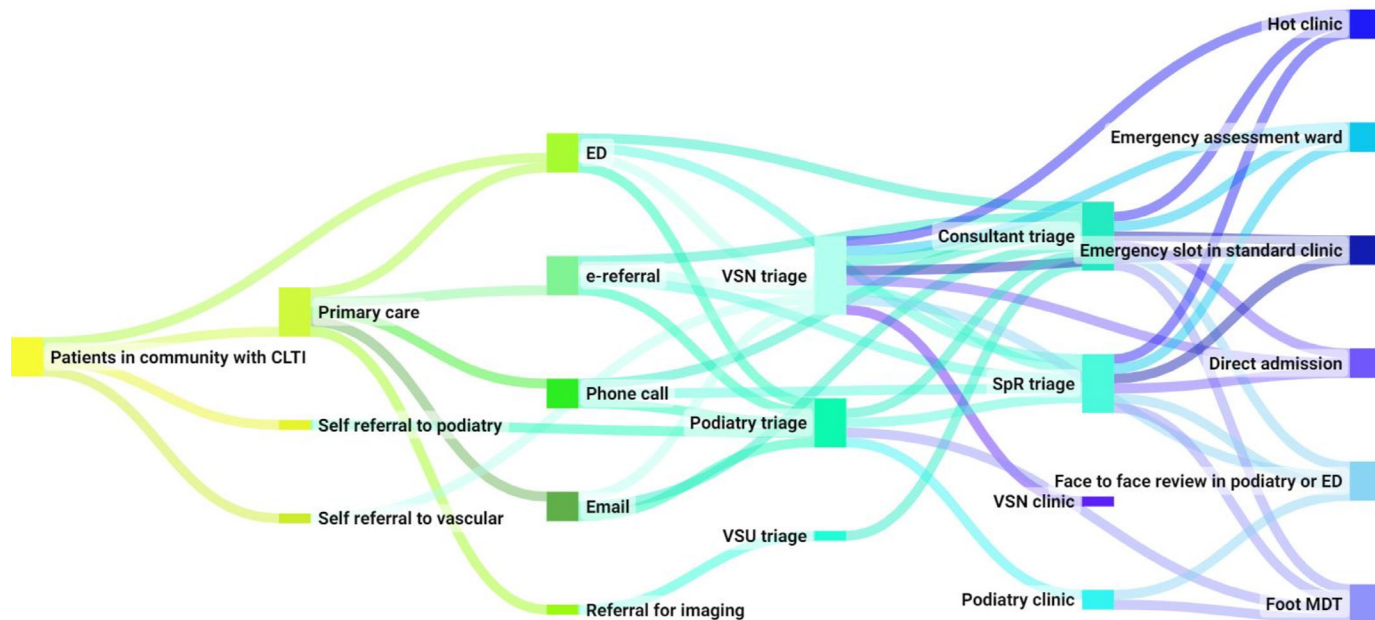 Hot clinic
Emergency assessment ward
ED
Consultant triage
Emergency slot in standard clinic
VSN triage
e-referral
Primary care
Patients in community with CLTI
Direct admission
SpR triage
Phone call
Podiatry triage
Self referral to podiatry
Face to face review in podiatry or ED
VSN clinic
Email
Self referral to vascular
VSU triage
Podiatry clinic
Foot MDT
Referral for imaging